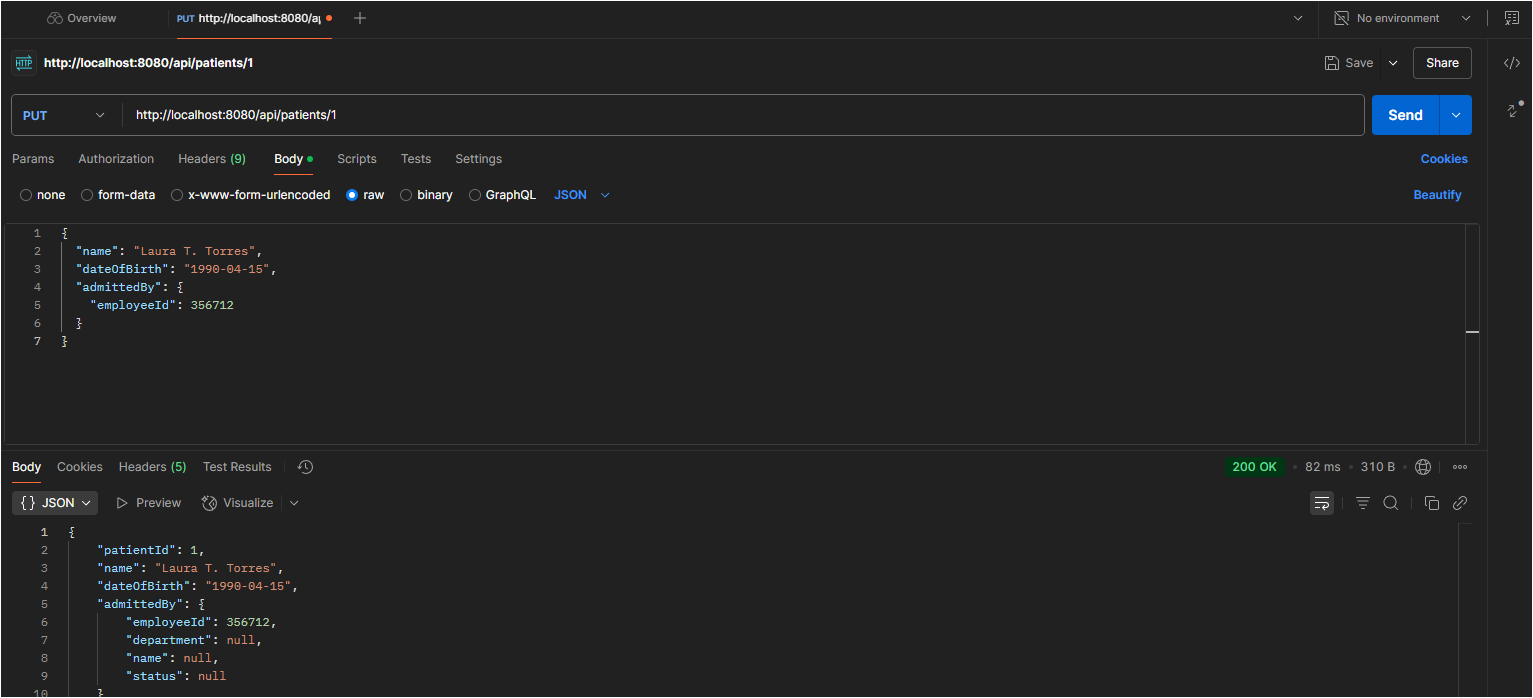 Overview
PUT http://localhost:8080/ap
No environment
HTTP http://localhost:8080/api/patients/1
Save
Share
PUT http://localhost:8080/api/patients/1
Send
Params Authorization Headers (9) Body Scripts Tests Settings
Cookies
none form-data x-www-form-urlencoded raw binary GraphQL JSON
Beautify
1 {
2 "name": "Laura T. Torres",
3 "dateOfBirth": "1990-04-15",
4 "admittedBy": {
5 "employeeId": 356712
6 }
7 }
Body Cookies Headers (5) Test Results
200 OK • 82 ms • 310 B •
{} JSON Preview Visualize
1 {
2 "patientId": 1,
3 "name": "Laura T. Torres",
4 "dateOfBirth": "1990-04-15",
5 "admittedBy": {
6 "employeeId": 356712,
7 "department": null,
8 "name": null,
9 "status": null
10 }